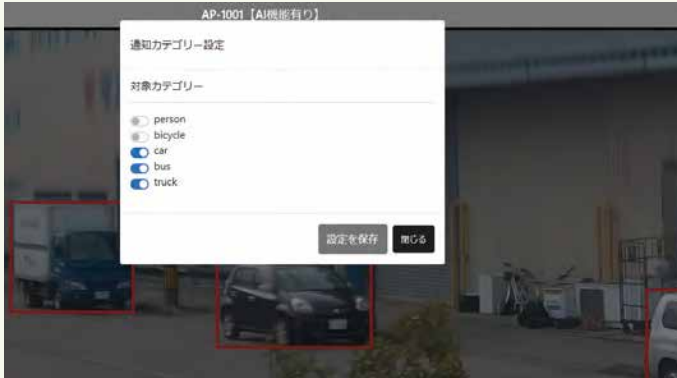 AP-1001【AI機能有り】
通知カテゴリー設定
対象カテゴリー
person
bicycle
car
bus
truck
設定を保存
閉じる